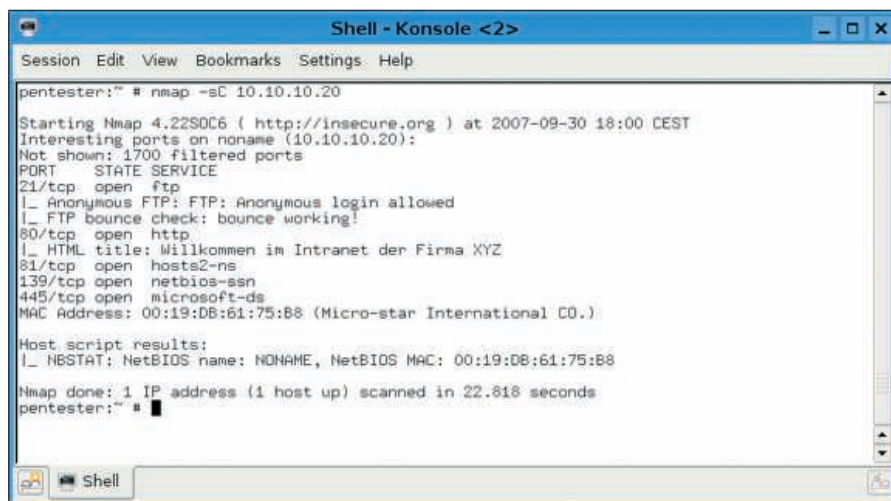 Shell - Konsole <2>
Session Edit View Bookmarks Settings Help
pentester:~ # nmap -sC 10.10.10.20
Starting Nmap 4.22SOC6 ( http://insecure.org ) at 2007-09-30 18:00 CEST
Interesting ports on noname (10.10.10.20):
Not shown: 1700 filtered ports
PORT    STATE SERVICE
21/tcp  open  ftp
|_ Anonymous FTP: FTP: Anonymous login allowed
|_ FTP bounce check: bounce working!
80/tcp  open  http
|_ HTML title: Willkommen im Intranet der Firma XYZ
81/tcp  open  hosts2-ns
139/tcp open  netbios-ssn
445/tcp open  microsoft-ds
MAC Address: 00:19:DB:61:75:B8 (Micro-star International CO.)
Host script results:
|_ NBSTAT: NetBIOS name: NONAME, NetBIOS MAC: 00:19:DB:61:75:B8
Nmap done: 1 IP address (1 host up) scanned in 22.818 seconds
pentester:~ #
Shell